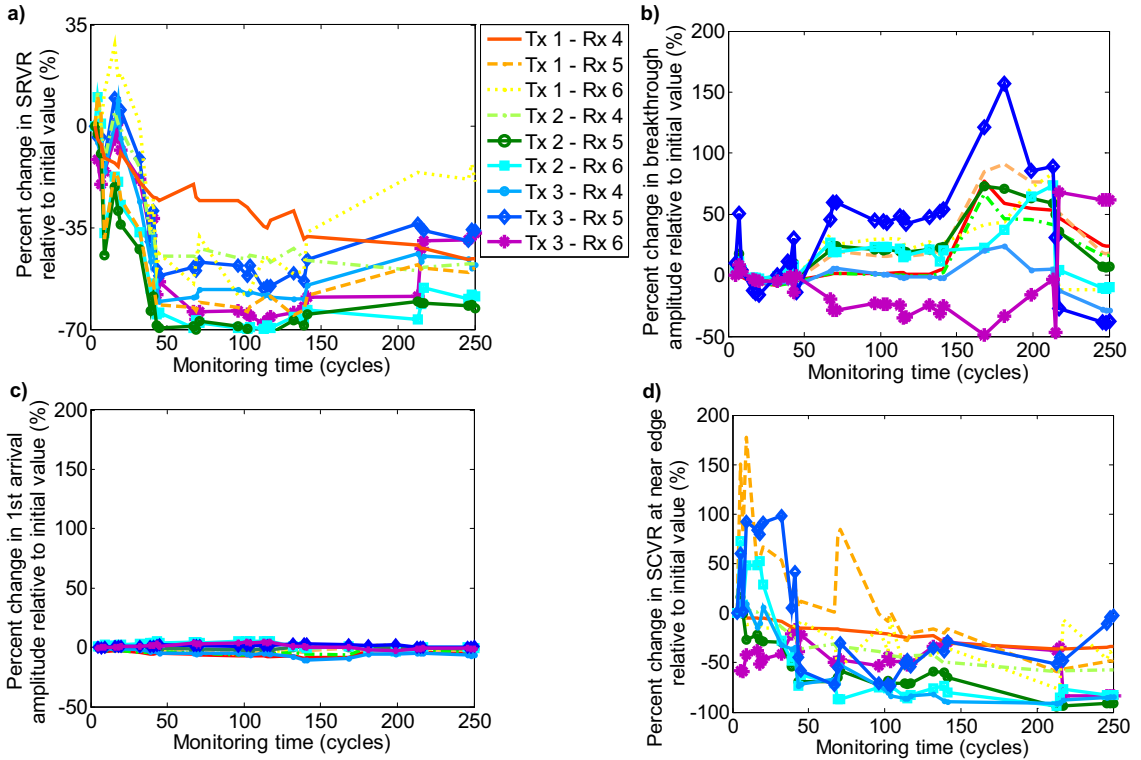 a)
35
0
-35
-70
0
50
100
150
200
250
Percent change in SRVR
relative to initial value (%)
Monitoring time (cycles)
Tx 1 - Rx 4
Tx 1 - Rx 5
Tx 1 - Rx 6
Tx 2 - Rx 4
Tx 2 - Rx 5
Tx 2 - Rx 6
Tx 3 - Rx 4
Tx 3 - Rx 5
Tx 3 - Rx 6
b)
200
150
100
50
0
-50
0
50
100
150
200
250
Percent change in breakthrough
amplitude relative to initial value (%)
Monitoring time (cycles)
c)
200
150
100
50
0
-50
0
50
100
150
200
250
Percent change in 1st arrival
amplitude relative to initial value (%)
Monitoring time (cycles)
d)
200
150
100
50
0
-50
-100
0
50
100
150
200
250
Percent change in SCVR at near edge
relative to initial value (%)
Monitoring time (cycles)